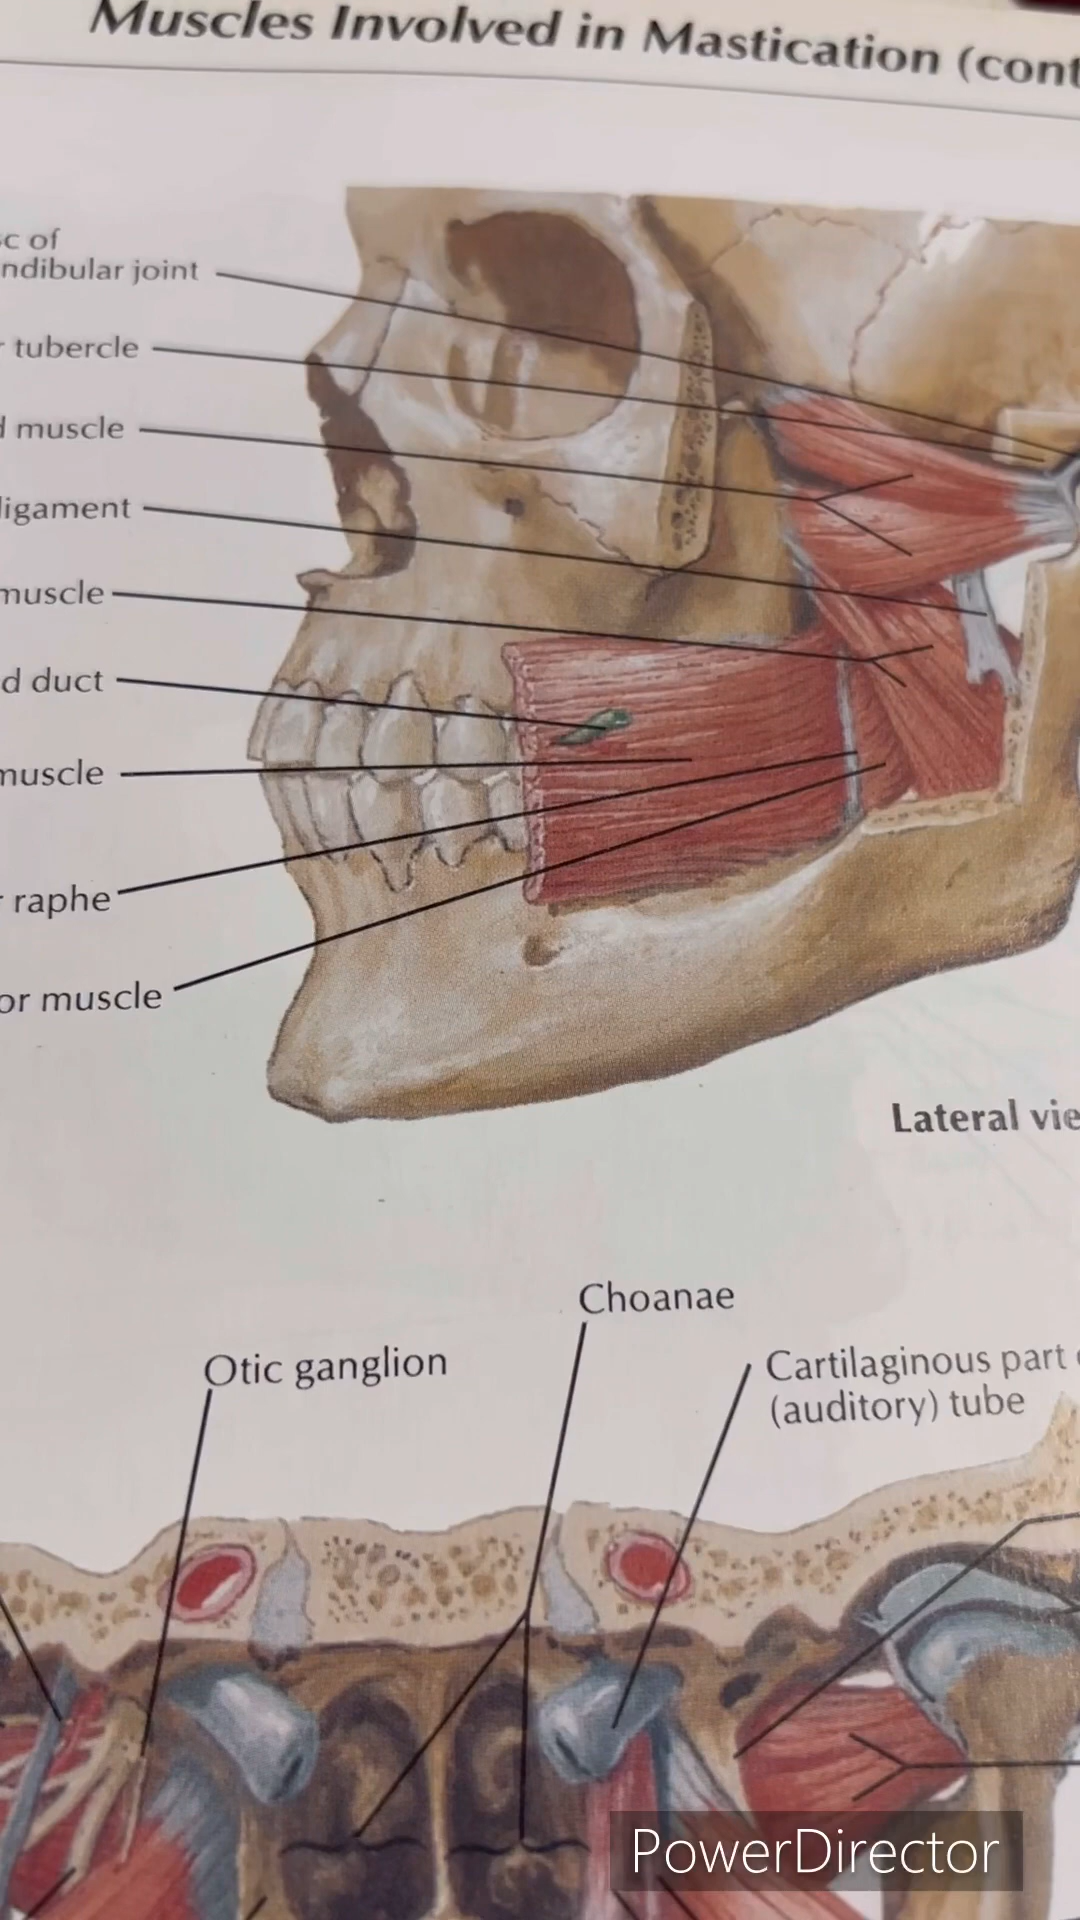 Muscles Involved in Mastication (cont
sc of
ndibular joint
r tubercle
d muscle
ligament
muscle
d duct
muscle
r raphe
or muscle
Lateral vie
Choanae
Otic ganglion
Cartilaginous part
(auditory) tube
PowerDirector